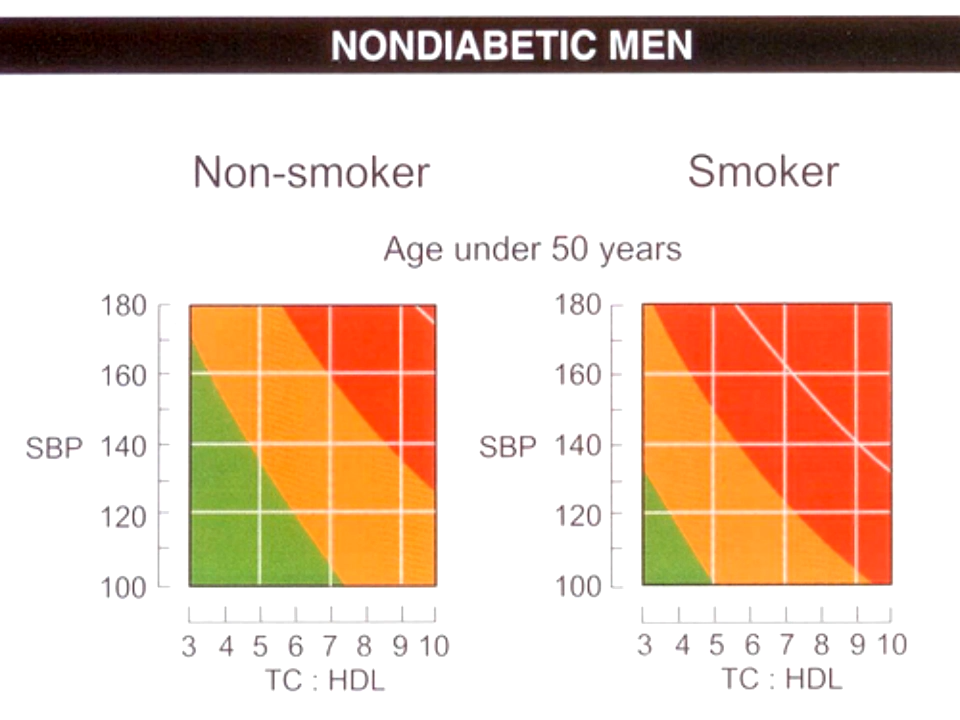 NONDIABETIC MEN
Non-smoker Smoker
Age under 50 years
180 180
160 160
SBP 140 SBP 140
120 120
100 100
3 4 5 6 7 8 9 10 3 4 5 6 7 8 9 10
TC : HDL TC : HDL